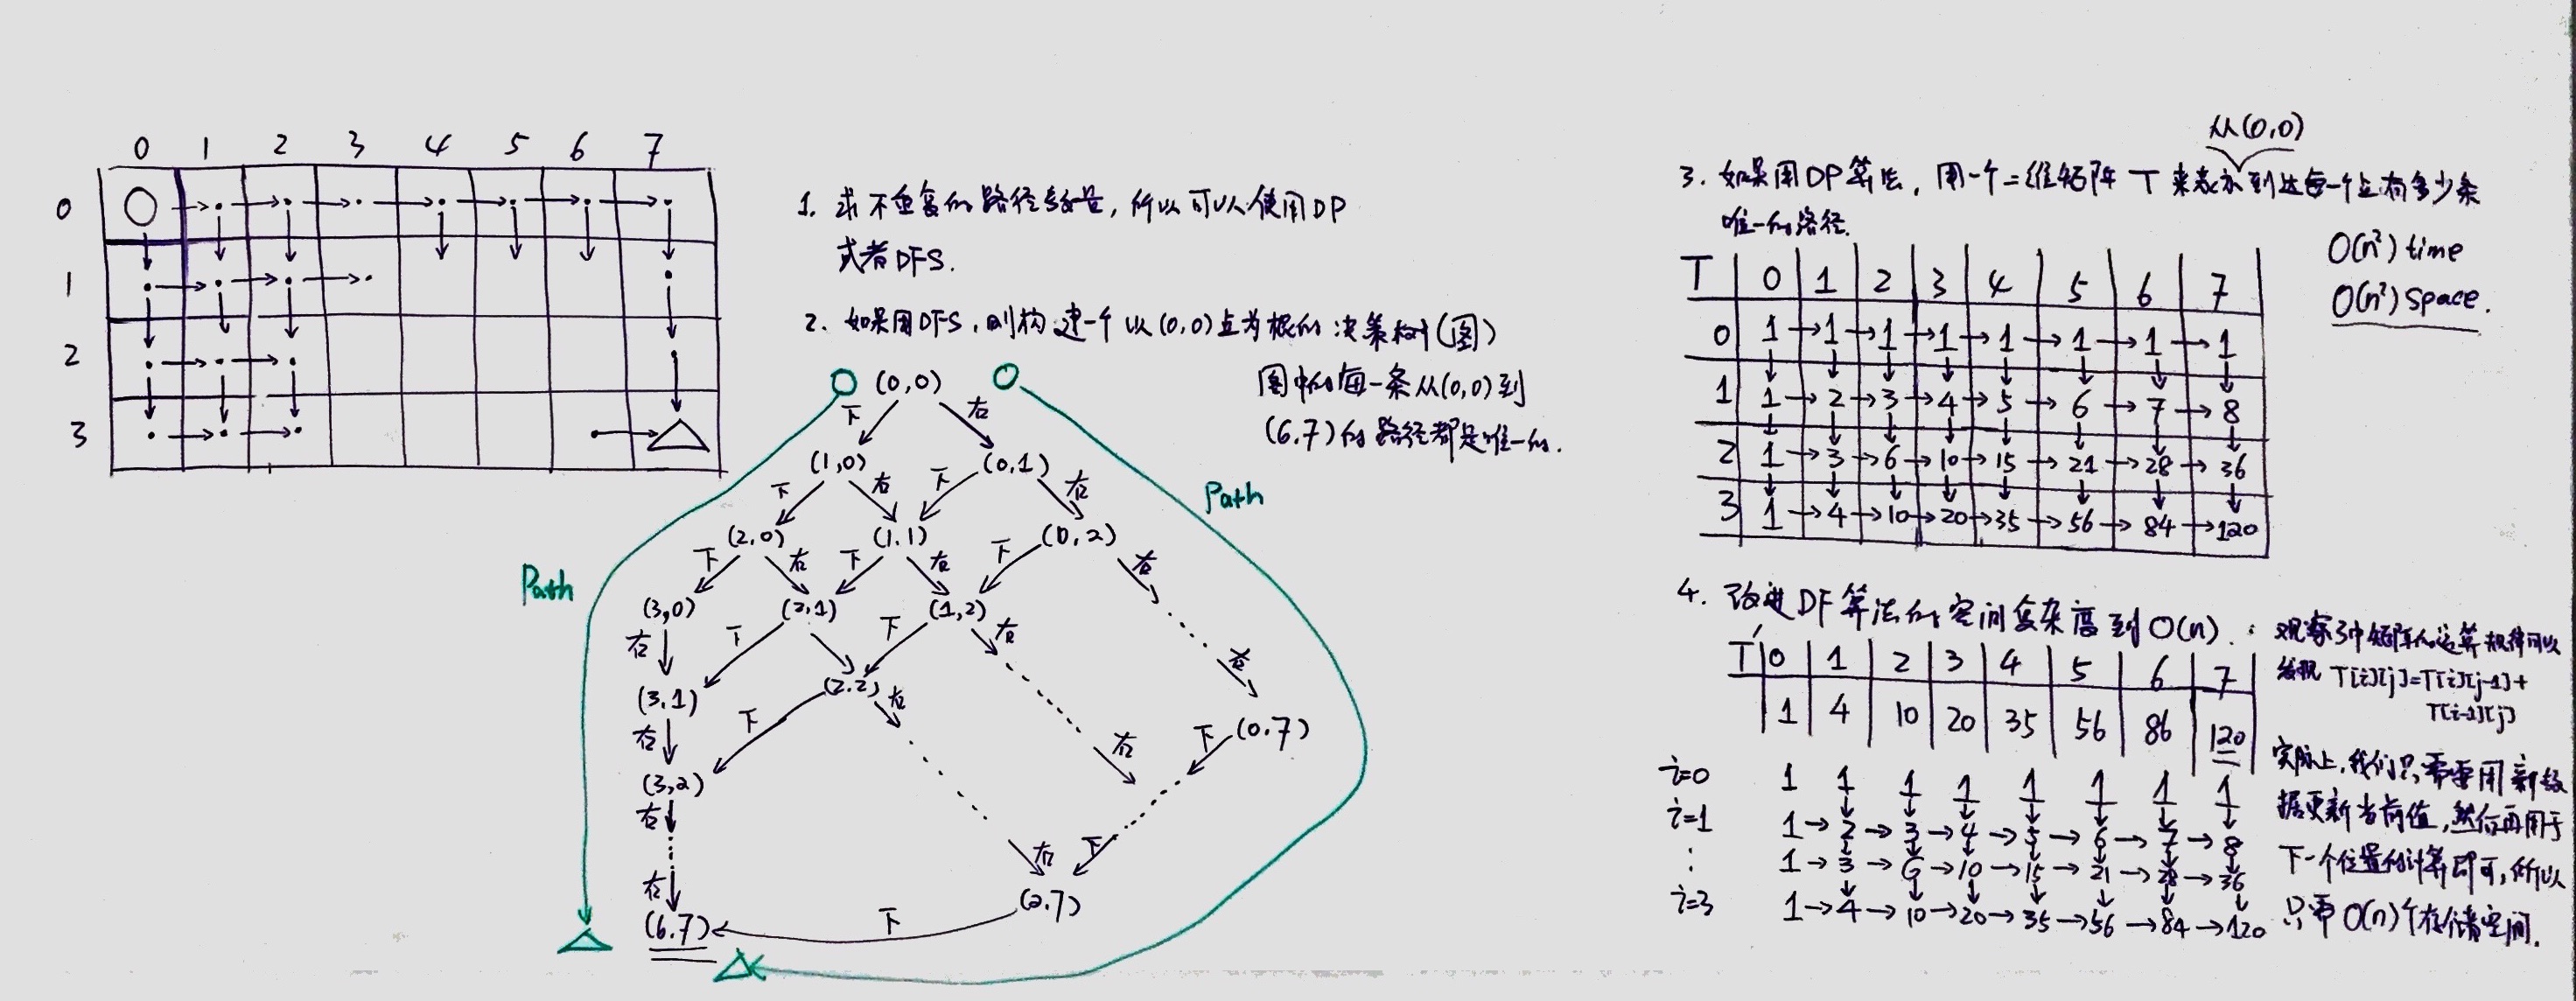 0 1 2 3 4 5 6 7
0
1
2
3
1. 求不重复的路径数量,所以可以使用DP
或者DFS.
2. 如果用DFS,则构建一个以(0,0)点为根的决策树(图)
图中的每一条从(0,0)到
(6,7)的路径都是唯一的.
(0,0)
下 右
(1,0) (0,1)
下 右 下 右
(2,0) (1,1) (0,2)
下 右 下 右 下 右
(3,0) (2,1) (1,2)
右 下 下 右 右
(3,1) (2,2)
右 下 右 右 下 (0,7)
(3,2)
右 右 下
右 (2,7)
(6,7) 下
Path
Path
从(0,0)
3. 如果用DP算法,用一个二维矩阵T来表示到达每一个点有多少条
唯一的路径.
O(n²) time
O(n²) Space.
T 0 1 2 3 4 5 6 7
0 1 1 1 1 1 1 1 1
1 1 2 3 4 5 6 7 8
2 1 3 6 10 15 21 28 36
3 1 4 10 20 35 56 84 120
4. 改进DF算法的空间复杂度到O(n).:
T' 0 1 2 3 4 5 6 7
1 4 10 20 35 56 86 120
i=0 1 1 1 1 1 1 1 1
i=1 1 2 3 4 5 6 7 8
⋮ 1 3 6 10 15 21 28 36
i=3 1 4 10 20 35 56 84 120
观察3中矩阵的运算规律可以
发现 T[i][j]=T[i][j-1]+
T[i-1][j]
实际上,我们只需要用新数
据更新当前值,然后再用于
下一个位置的计算即可,所以
只需O(n)个存储空间.